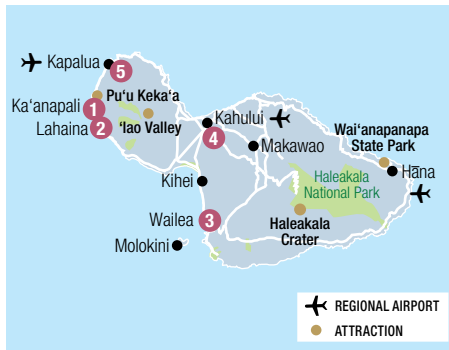 Kapalua
5
Pu‘u Keka‘a
Ka‘anapali
1
Lahaina
2
‘Iao Valley
Kahului
4
Makawao
Wai‘anapanapa
State Park
Hāna
Haleakala
National Park
Kihei
Wailea
3
Haleakala
Crater
Molokini
REGIONAL AIRPORT
ATTRACTION